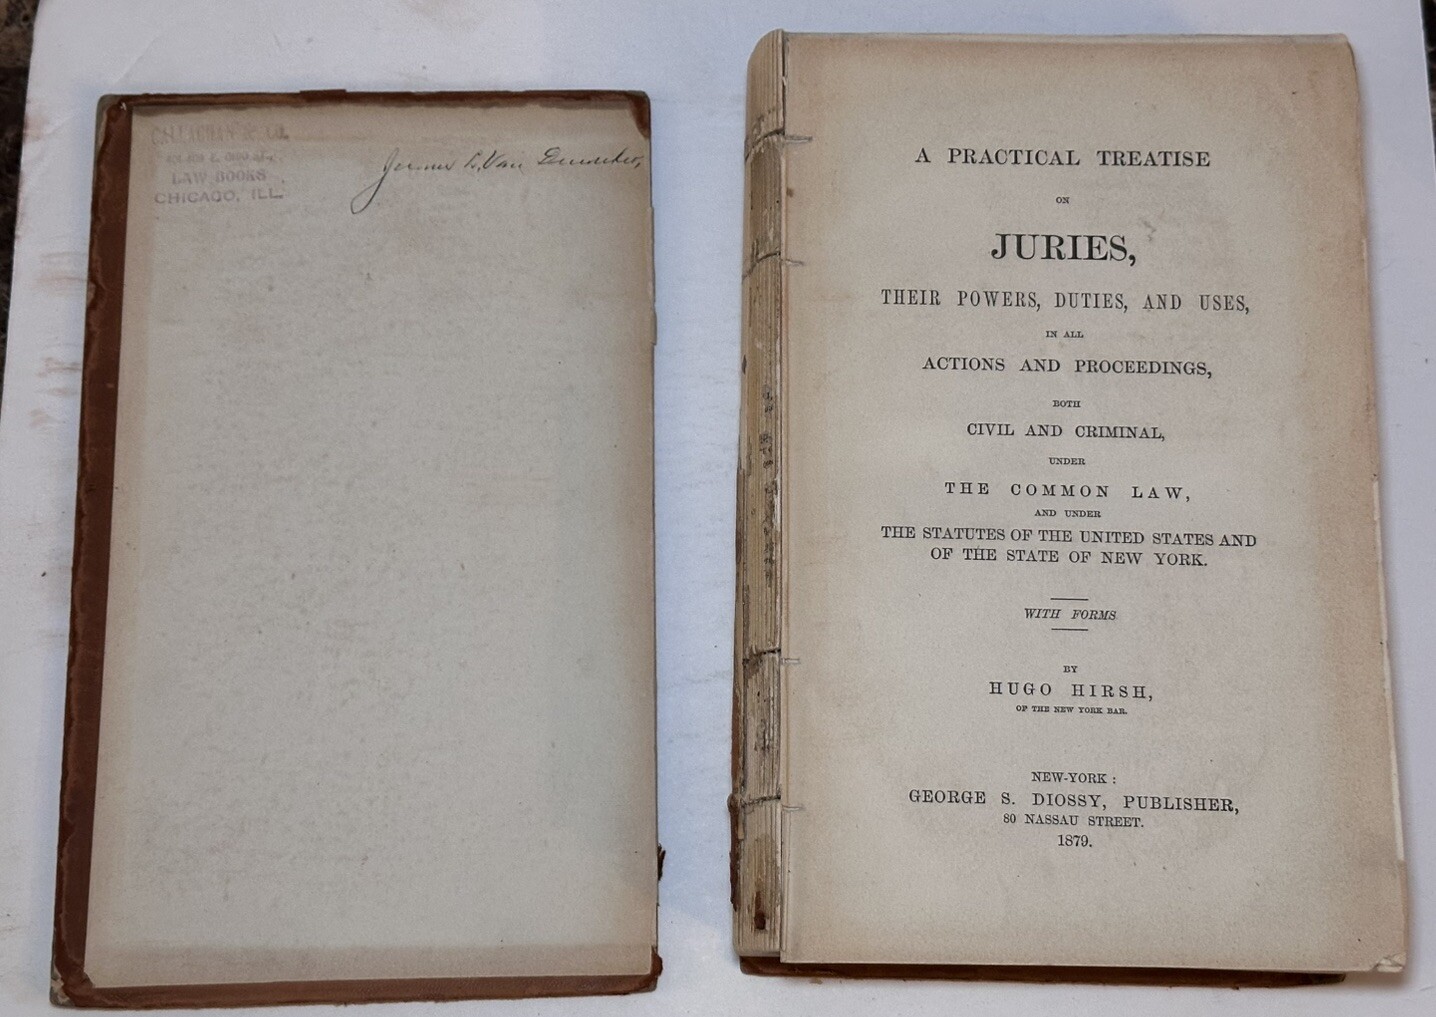 CALLAGHAN & CO.
LAW BOOKS
CHICAGO, ILL.
Van
A PRACTICAL TREATISE
ON
JURIES,
THEIR POWERS, DUTIES, AND USES,
IN ALL
ACTIONS AND PROCEEDINGS,
BOTH
CIVIL AND CRIMINAL,
UNDER
THE COMMON LAW,
AND UNDER
THE STATUTES OF THE UNITED STATES AND
OF THE STATE OF NEW YORK.
WITH FORMS
BY
HUGO HIRSH,
OF THE NEW YORK BAR.
NEW-YORK :
GEORGE S. DIOSSY, PUBLISHER,
80 NASSAU STREET.
1879.